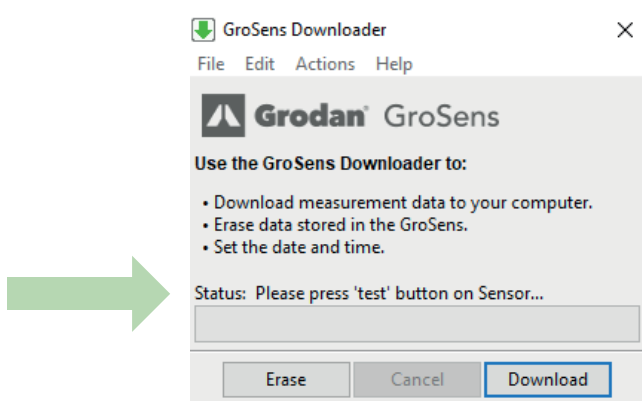 GroSens Downloader
File Edit Actions Help
Grodan GroSens
Use the GroSens Downloader to:
• Download measurement data to your computer.
• Erase data stored in the GroSens.
• Set the date and time.
Status: Please press 'test' button on Sensor...
Erase Cancel Download